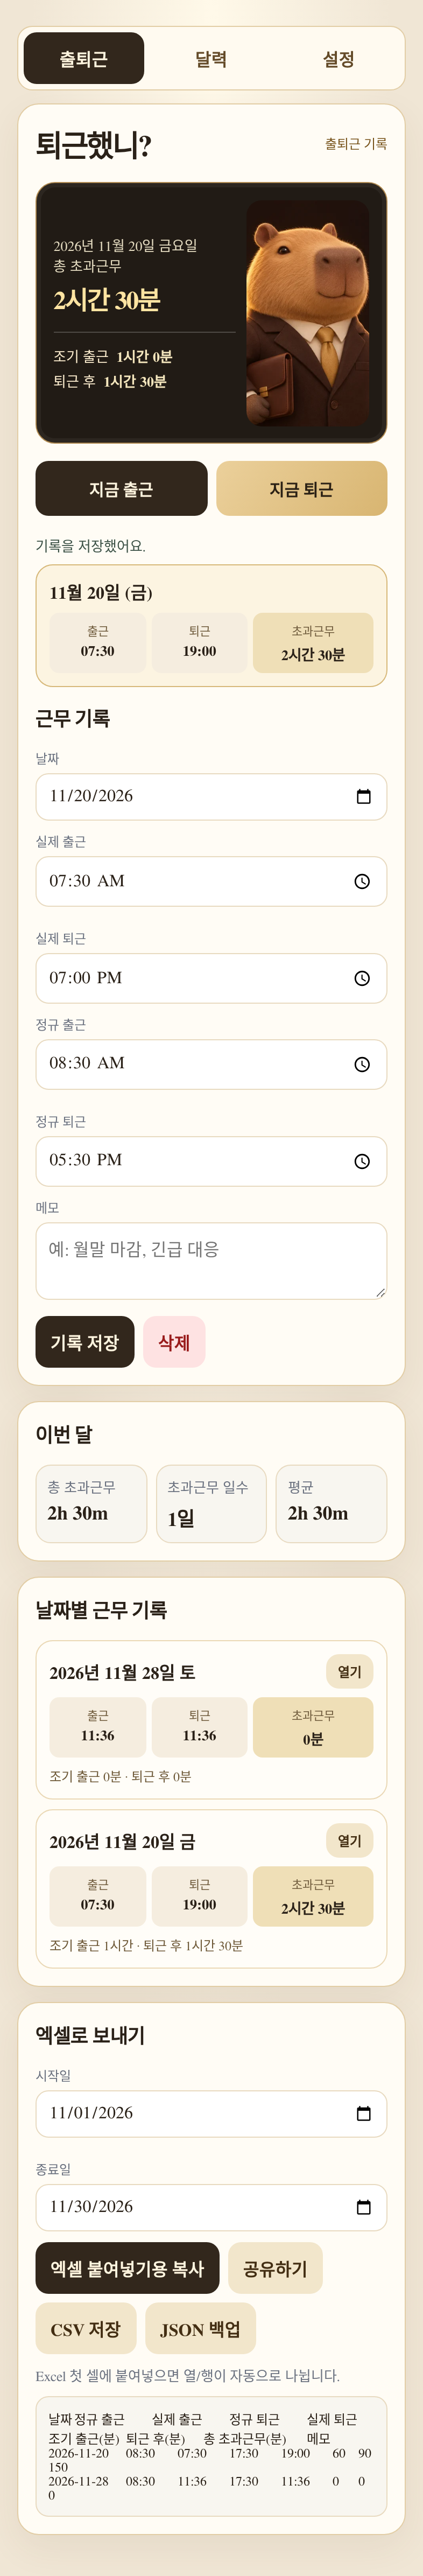 출퇴근 달력 설정
퇴근했니? 출퇴근 기록
2026년 11월 20일 금요일
총 초과근무
2시간 30분
조기 출근 1시간 0분
퇴근 후 1시간 30분
지금 출근 지금 퇴근
기록을 저장했어요.
11월 20일 (금)
출근 퇴근 초과근무
07:30 19:00 2시간 30분
근무 기록
날짜
11/20/2026
실제 출근
07:30 AM
실제 퇴근
07:00 PM
정규 출근
08:30 AM
정규 퇴근
05:30 PM
메모
예: 월말 마감, 긴급 대응
기록 저장 삭제
이번 달
총 초과근무 초과근무 일수 평균
2h 30m 1일 2h 30m
날짜별 근무 기록
2026년 11월 28일 토 열기
출근 퇴근 초과근무
11:36 11:36 0분
조기 출근 0분 · 퇴근 후 0분
2026년 11월 20일 금 열기
출근 퇴근 초과근무
07:30 19:00 2시간 30분
조기 출근 1시간 · 퇴근 후 1시간 30분
엑셀로 보내기
시작일
11/01/2026
종료일
11/30/2026
엑셀 붙여넣기용 복사 공유하기
CSV 저장 JSON 백업
Excel 첫 셀에 붙여넣으면 열/행이 자동으로 나뉩니다.
날짜 정규 출근 실제 출근 정규 퇴근 실제 퇴근
조기 출근(분) 퇴근 후(분) 총 초과근무(분) 메모
2026-11-20 08:30 07:30 17:30 19:00 60 90
150
2026-11-28 08:30 11:36 17:30 11:36 0 0
0